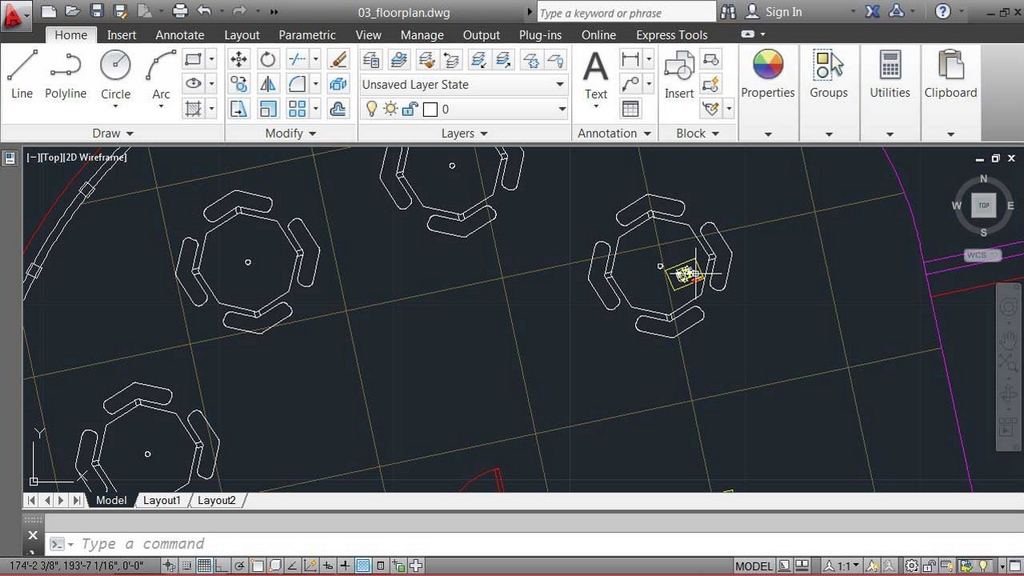 03_floorplan.dwg
Type a keyword or phrase
Sign In
Home Insert Annotate Layout Parametric View Manage Output Plug-ins Online Express Tools
Line Polyline Circle Arc
Unsaved Layer State
0
Text
Insert
Properties Groups Utilities Clipboard
Draw Modify Layers Annotation Block
[−][Top][2D Wireframe]
N
W TOP E
S
WCS
Y
Model Layout1 Layout2
Type a command
174'-2 3/8", 193'-7 1/16", 0'-0" MODEL 1:1